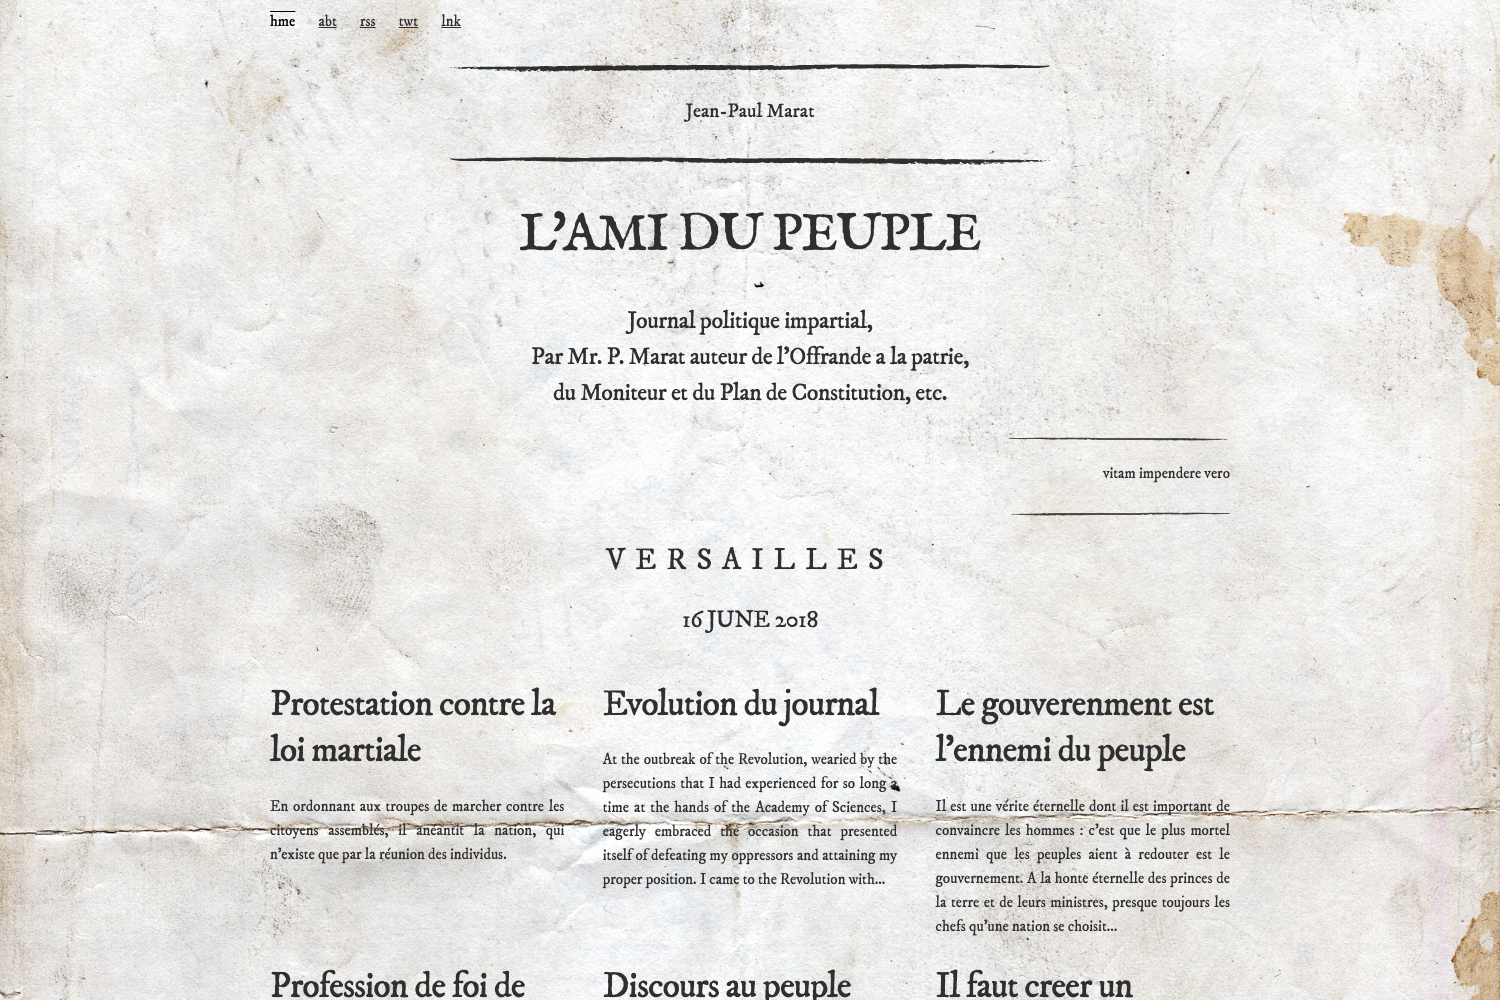 hme abt rss twt lnk
Jean-Paul Marat
L’AMI DU PEUPLE
Journal politique impartial,
Par Mr. P. Marat auteur de l’Offrande a la patrie,
du Moniteur et du Plan de Constitution, etc.
vitam impendere vero
VERSAILLES
16 JUNE 2018
Protestation contre la
loi martiale
En ordonnant aux troupes de marcher contre les
citoyens assemblés, il anéantit la nation, qui
n’existe que par la réunion des individus.
Evolution du journal
At the outbreak of the Revolution, wearied by the
persecutions that I had experienced for so long a
time at the hands of the Academy of Sciences, I
eagerly embraced the occasion that presented
itself of defeating my oppressors and attaining my
proper position. I came to the Revolution with...
Le gouverenment est
l’ennemi du peuple
Il est une vérite éternelle dont il est important de
convaincre les hommes : c’est que le plus mortel
ennemi que les peuples aient à redouter est le
gouvernement. A la honte éternelle des princes de
la terre et de leurs ministres, presque toujours les
chefs qu’une nation se choisit...
Profession de foi de
Discours au peuple
Il faut creer un